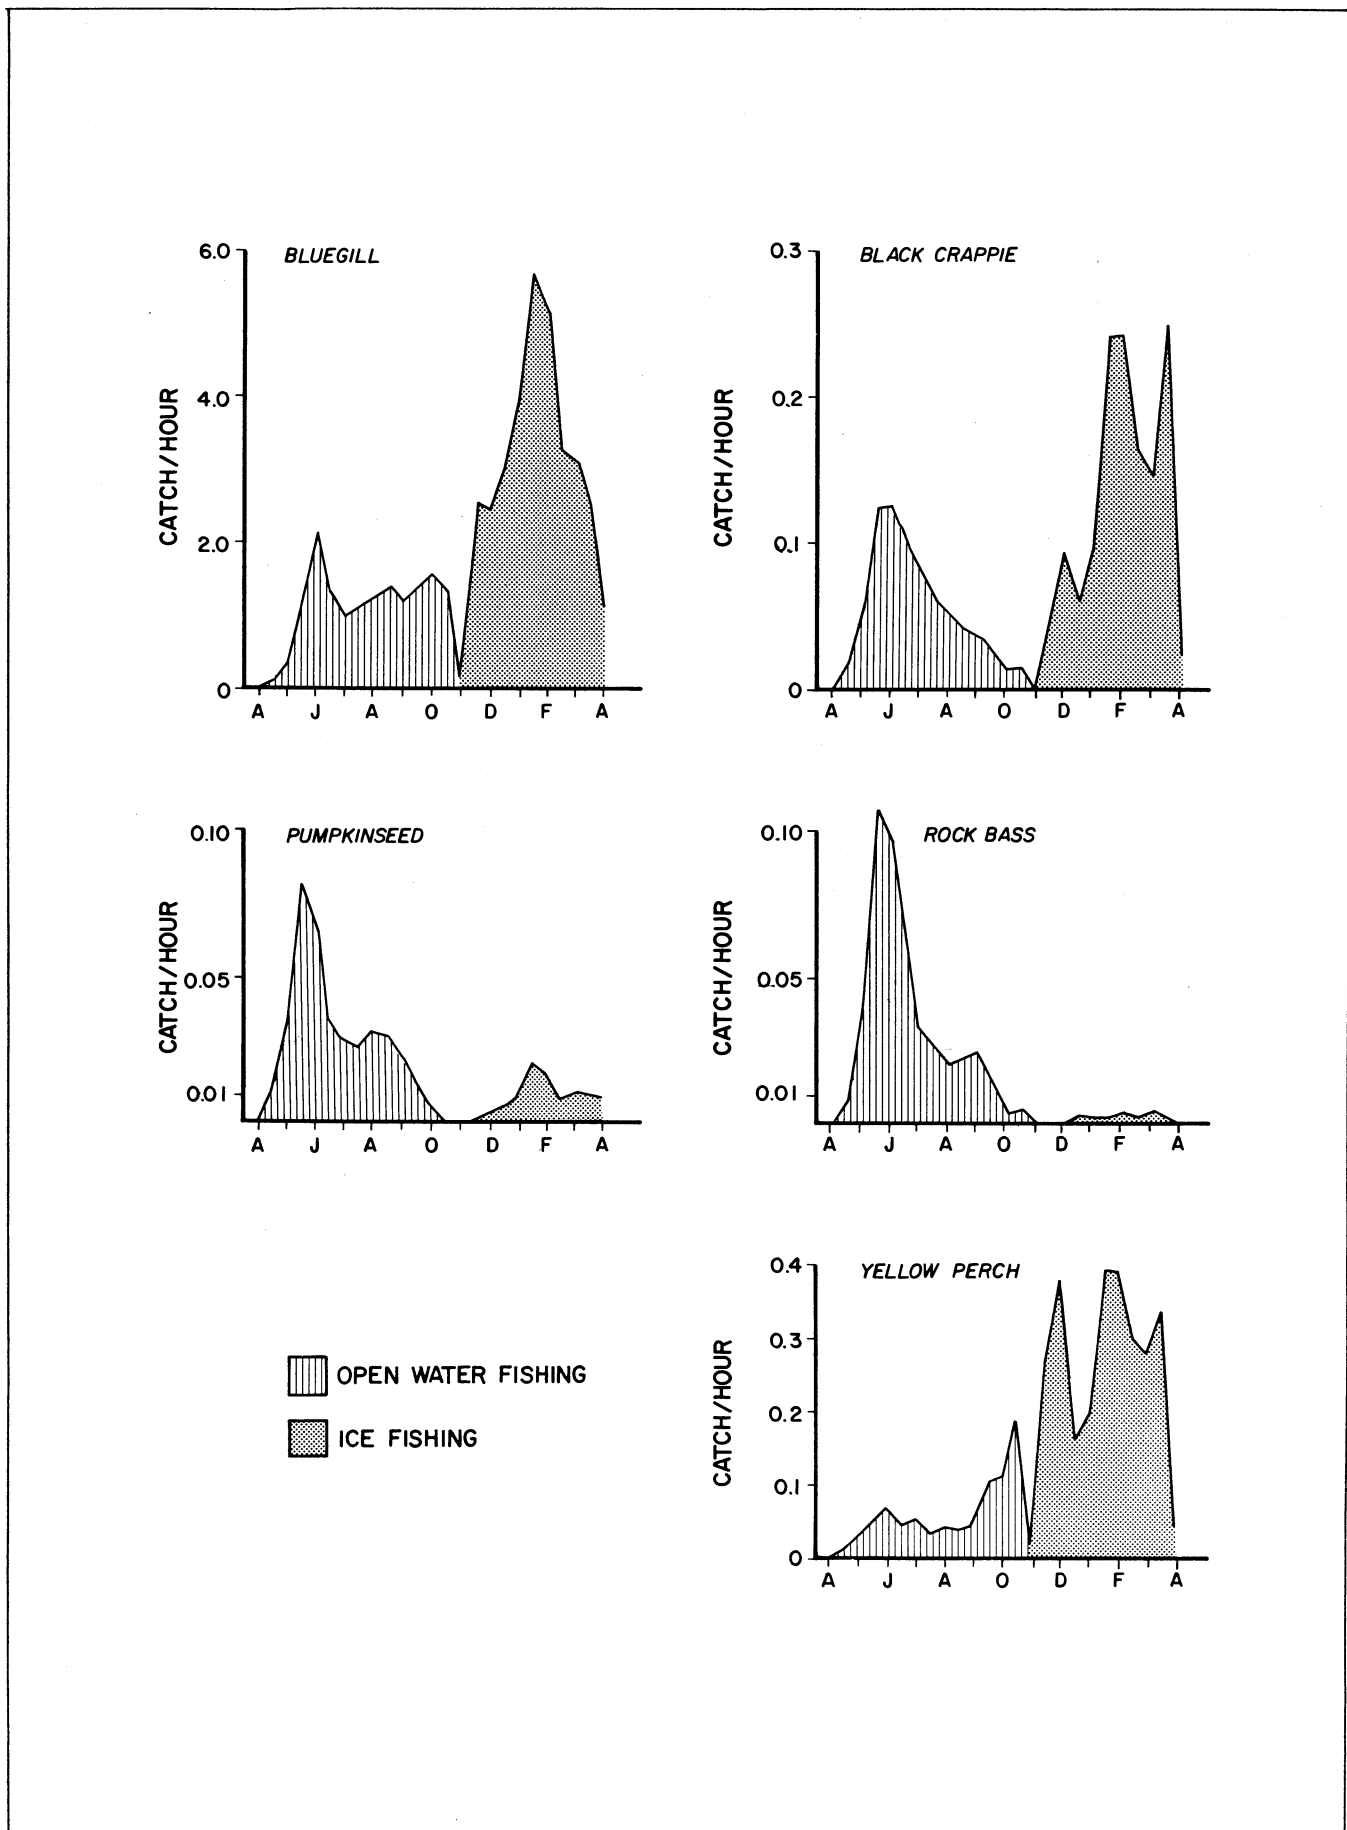 BLUEGILL
6.0
4.0
2.0
0
CATCH/HOUR
A J A O D F A
BLACK CRAPPIE
0.3
0.2
0.1
0
CATCH/HOUR
A J A O D F A
PUMPKINSEED
0.10
0.05
0.01
CATCH/HOUR
A J A O D F A
ROCK BASS
0.10
0.05
0.01
CATCH/HOUR
A J A O D F A
OPEN WATER FISHING
ICE FISHING
YELLOW PERCH
0.4
0.3
0.2
0.1
0
CATCH/HOUR
A J A O D F A